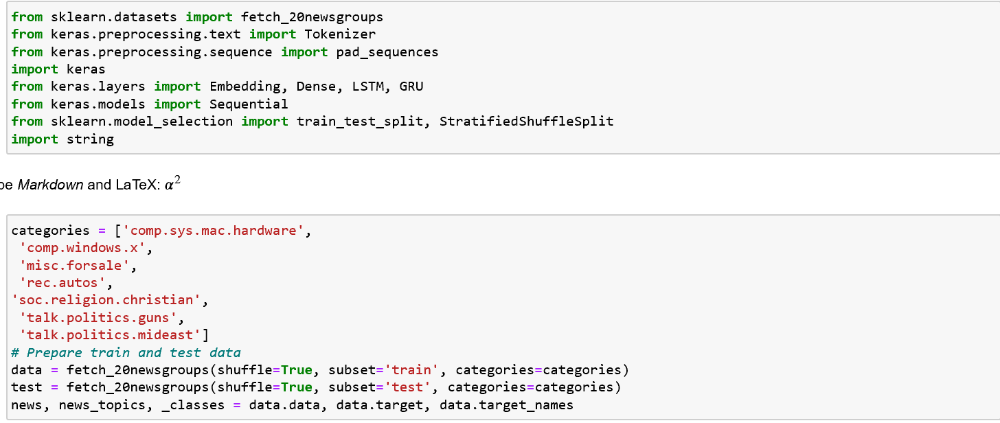 from sklearn.datasets import fetch_20newsgroups
from keras.preprocessing.text import Tokenizer
from keras.preprocessing.sequence import pad_sequences
import keras
from keras.layers import Embedding, Dense, LSTM, GRU
from keras.models import Sequential
from sklearn.model_selection import train_test_split, StratifiedShuffleSplit
import string
pe Markdown and LaTeX: α²
categories = ['comp.sys.mac.hardware',
 'comp.windows.x',
 'misc.forsale',
 'rec.autos',
'soc.religion.christian',
 'talk.politics.guns',
 'talk.politics.mideast']
# Prepare train and test data
data = fetch_20newsgroups(shuffle=True, subset='train', categories=categories)
test = fetch_20newsgroups(shuffle=True, subset='test', categories=categories)
news, news_topics, _classes = data.data, data.target, data.target_names